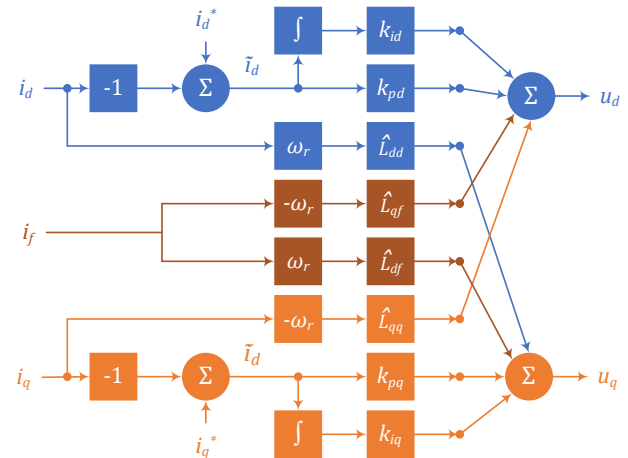 i_d^*
∫ k_id
i_d -1 Σ ĩ_d k_pd Σ u_d
ω_r L̂_dd
-ω_r L̂_qf
i_f
ω_r L̂_df
-ω_r L̂_qq
i_q -1 Σ ĩ_d k_pq Σ u_q
∫ k_iq
i_q^*